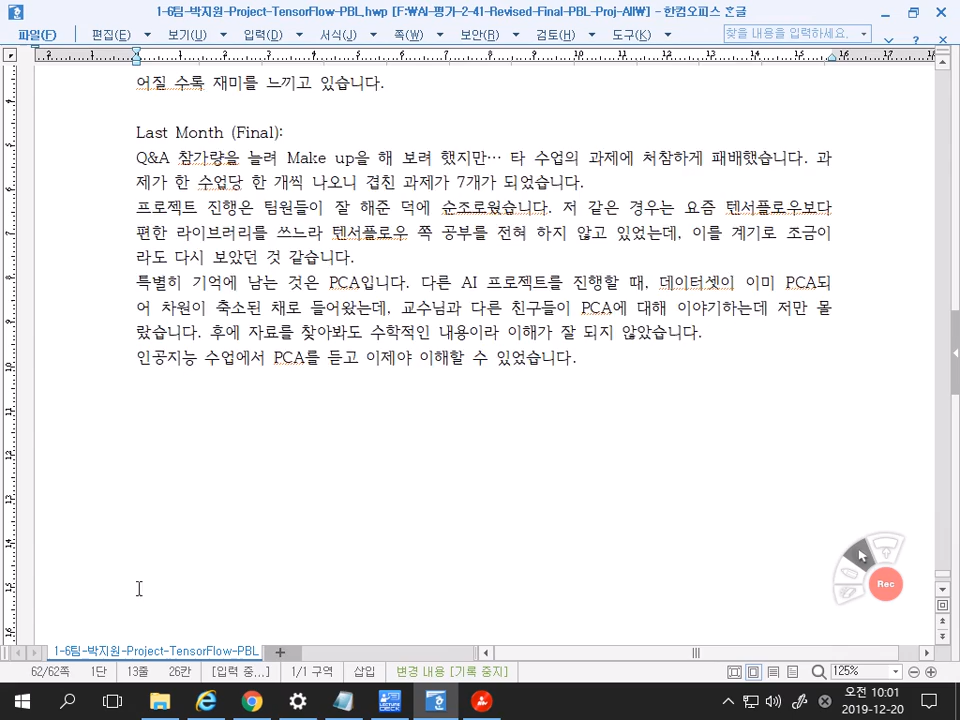 1-6팀-박지원-Project-TensorFlow-PBL.hwp [F:₩AI-평가-2-41-Revised-Final-PBL-Proj-All₩] - 한컴오피스 한글
파일(F) 편집(E) 보기(U) 입력(D) 서식(J) 쪽(W) 보안(R) 검토(H) 도구(K) 찾을 내용을 입력하세요.
2 1 1 2 3 4 5 6 7 8 9 10 11 12 13 14 15 16 17 18
어질 수록 재미를 느끼고 있습니다.
Last Month (Final):
Q&A 참가량을 늘려 Make up을 해 보려 했지만… 타 수업의 과제에 처참하게 패배했습니다. 과
제가 한 수업당 한 개씩 나오니 겹친 과제가 7개가 되었습니다.
프로젝트 진행은 팀원들이 잘 해준 덕에 순조로웠습니다. 저 같은 경우는 요즘 텐서플로우보다
편한 라이브러리를 쓰느라 텐서플로우 쪽 공부를 전혀 하지 않고 있었는데, 이를 계기로 조금이
라도 다시 보았던 것 같습니다.
특별히 기억에 남는 것은 PCA입니다. 다른 AI 프로젝트를 진행할 때, 데이터셋이 이미 PCA되
어 차원이 축소된 채로 들어왔는데, 교수님과 다른 친구들이 PCA에 대해 이야기하는데 저만 몰
랐습니다. 후에 자료를 찾아봐도 수학적인 내용이라 이해가 잘 되지 않았습니다.
인공지능 수업에서 PCA를 듣고 이제야 이해할 수 있었습니다.
Rec
1-6팀-박지원-Project-TensorFlow-PBL
62/62쪽 1단 13줄 26칸 [입력 중...] 1/1 구역 삽입 변경 내용 [기록 중지] 125%
오전 10:01
2019-12-20